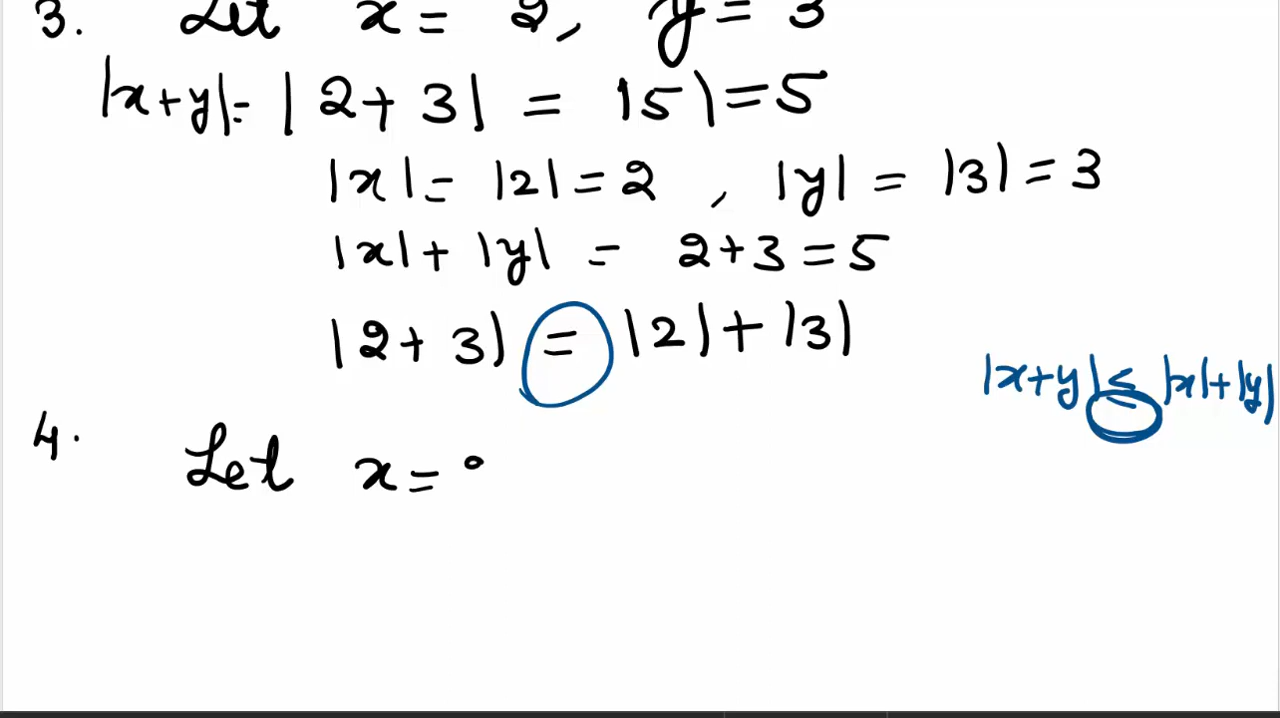 3. Let x = 2, y = 3
|x+y| = |2+3| = |5| = 5
|x| = |2| = 2 , |y| = |3| = 3
|x| + |y| = 2+3 = 5
|2+3| = |2| + |3|
|x+y| ≤ |x|+|y|
4. Let x =